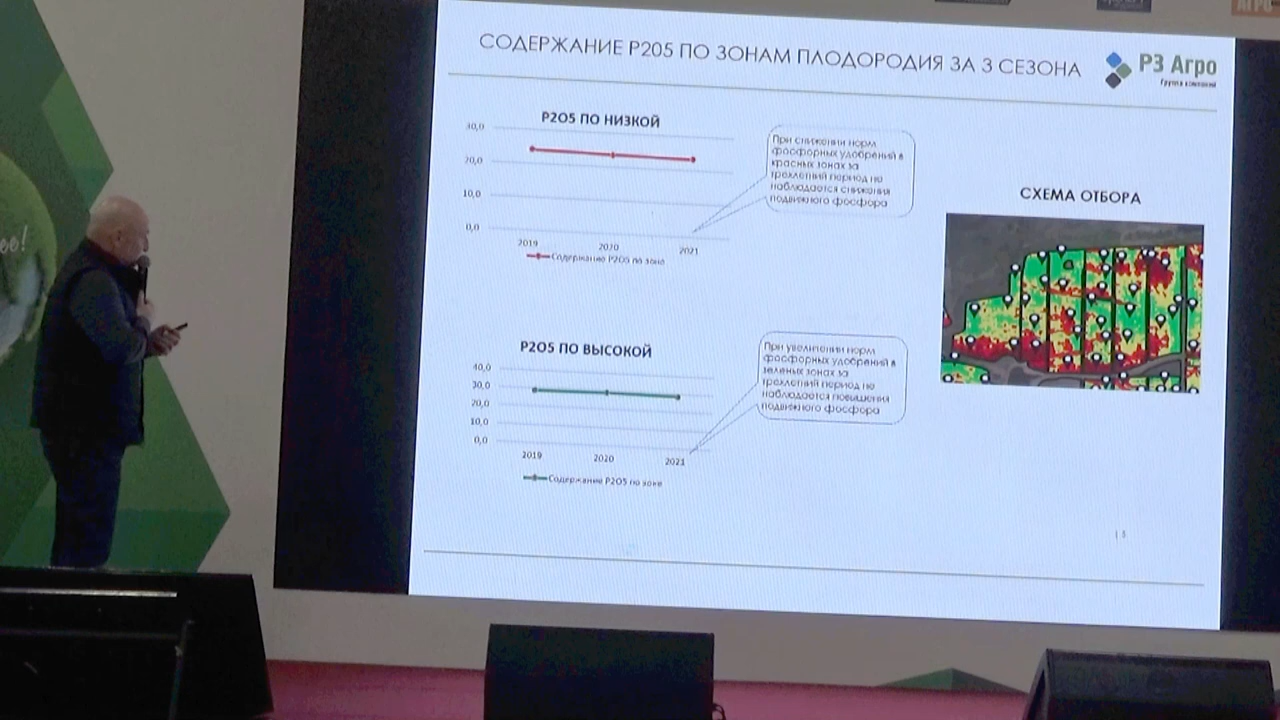 АГРО
СОДЕРЖАНИЕ P205 ПО ЗОНАМ ПЛОДОРОДИЯ ЗА 3 СЕЗОНА
РЗ Агро
Группа компаний
P2O5 ПО НИЗКОЙ
30,0
20,0
10,0
0,0
2019
2020
2021
Содержание P2O5 по зоне
При снижении норм
фосфорных удобрений в
красных зонах за
трехлетний период не
наблюдается снижения
подвижного фосфора
СХЕМА ОТБОРА
P2O5 ПО ВЫСОКОЙ
40,0
30,0
20,0
10,0
0,0
2019
2020
2021
Содержание P2O5 по зоне
При увеличении норм
фосфорных удобрений в
зеленых зонах за
трехлетний период не
наблюдается повышения
подвижного фосфора